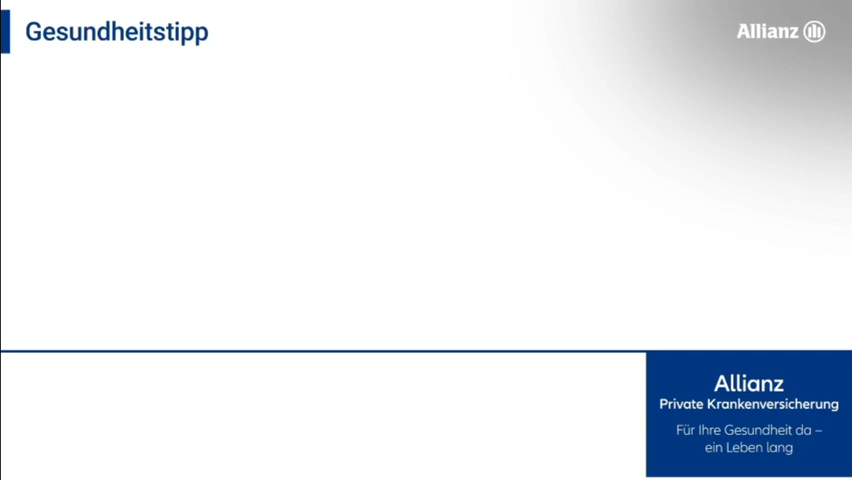 Gesundheitstipp
Allianz
Allianz
Private Krankenversicherung
Für Ihre Gesundheit da –
ein Leben lang